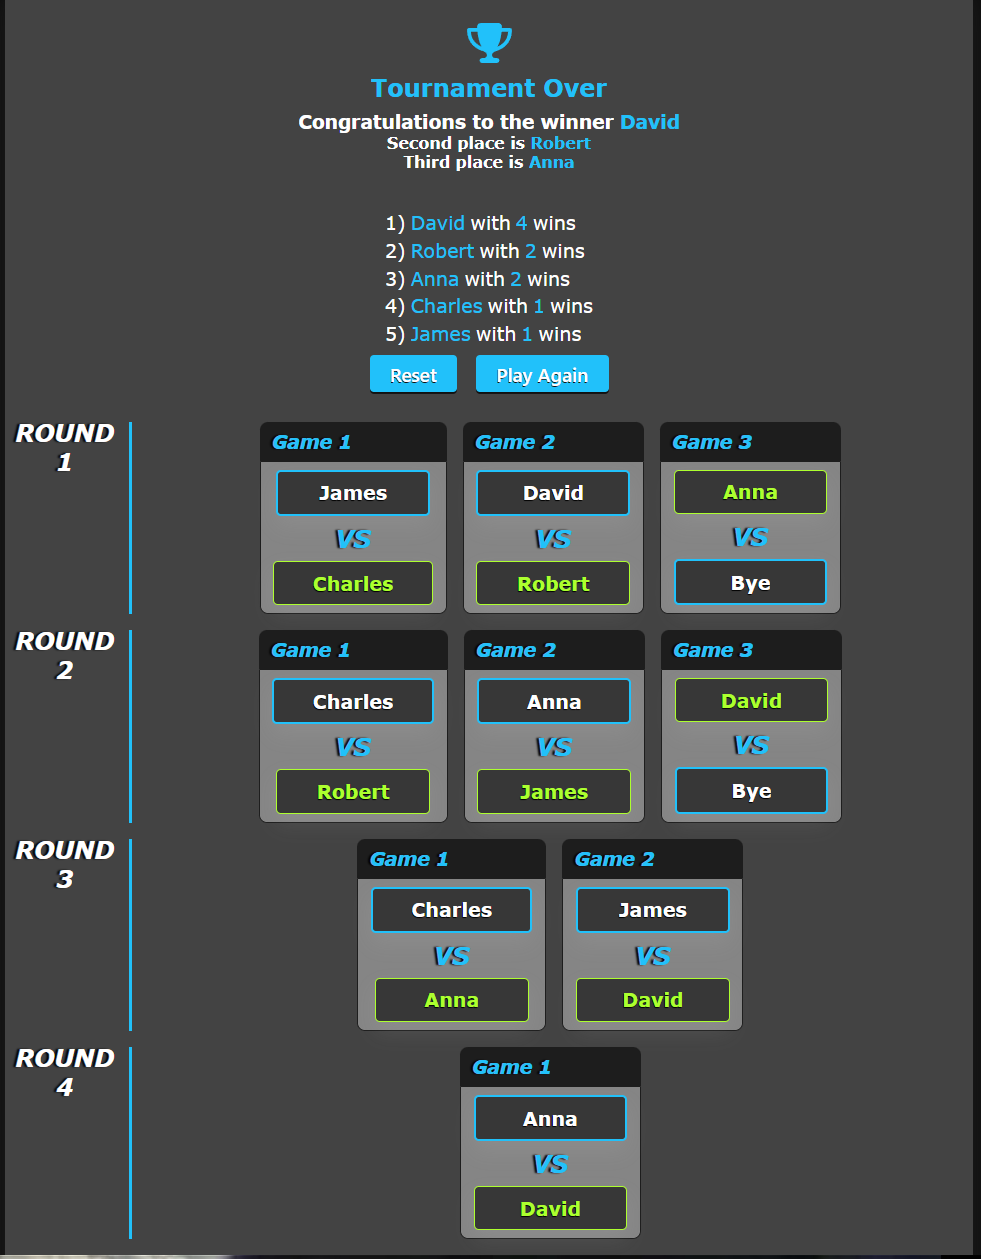 Tournament Over
Congratulations to the winner David
Second place is Robert
Third place is Anna
1) David with 4 wins
2) Robert with 2 wins
3) Anna with 2 wins
4) Charles with 1 wins
5) James with 1 wins
Reset Play Again
ROUND 1
Game 1
James
VS
Charles
Game 2
David
VS
Robert
Game 3
Anna
VS
Bye
ROUND 2
Game 1
Charles
VS
Robert
Game 2
Anna
VS
James
Game 3
David
VS
Bye
ROUND 3
Game 1
Charles
VS
Anna
Game 2
James
VS
David
ROUND 4
Game 1
Anna
VS
David